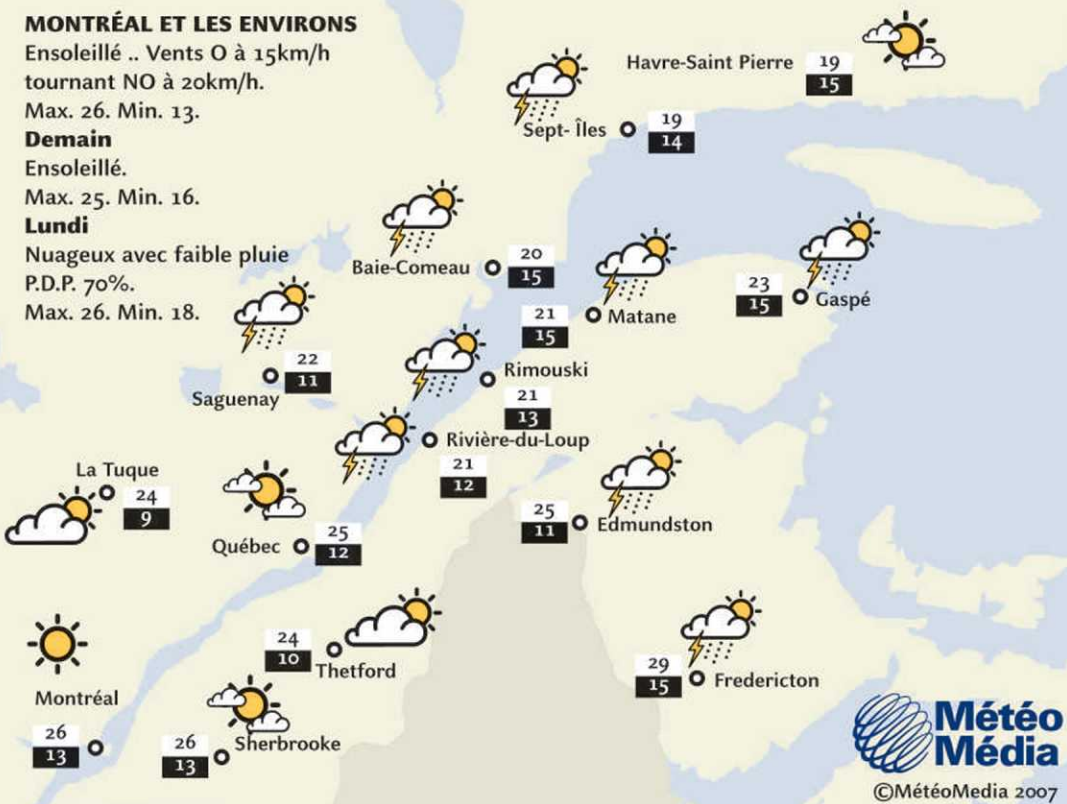 MONTRÉAL ET LES ENVIRONS
Ensoleillé .. Vents O à 15km/h
tournant NO à 20km/h.
Max. 26. Min. 13.
Demain
Ensoleillé.
Max. 25. Min. 16.
Lundi
Nuageux avec faible pluie
P.D.P. 70%.
Max. 26. Min. 18.
Havre-Saint Pierre
19
15
Sept- Îles
19
14
Baie-Comeau
20
15
Matane
21
15
Gaspé
23
15
Saguenay
22
11
Rimouski
21
13
Rivière-du-Loup
21
12
La Tuque
24
9
Québec
25
12
Edmundston
25
11
Thetford
24
10
Fredericton
29
15
Montréal
26
13
Sherbrooke
26
13
Météo
Média
©MétéoMedia 2007